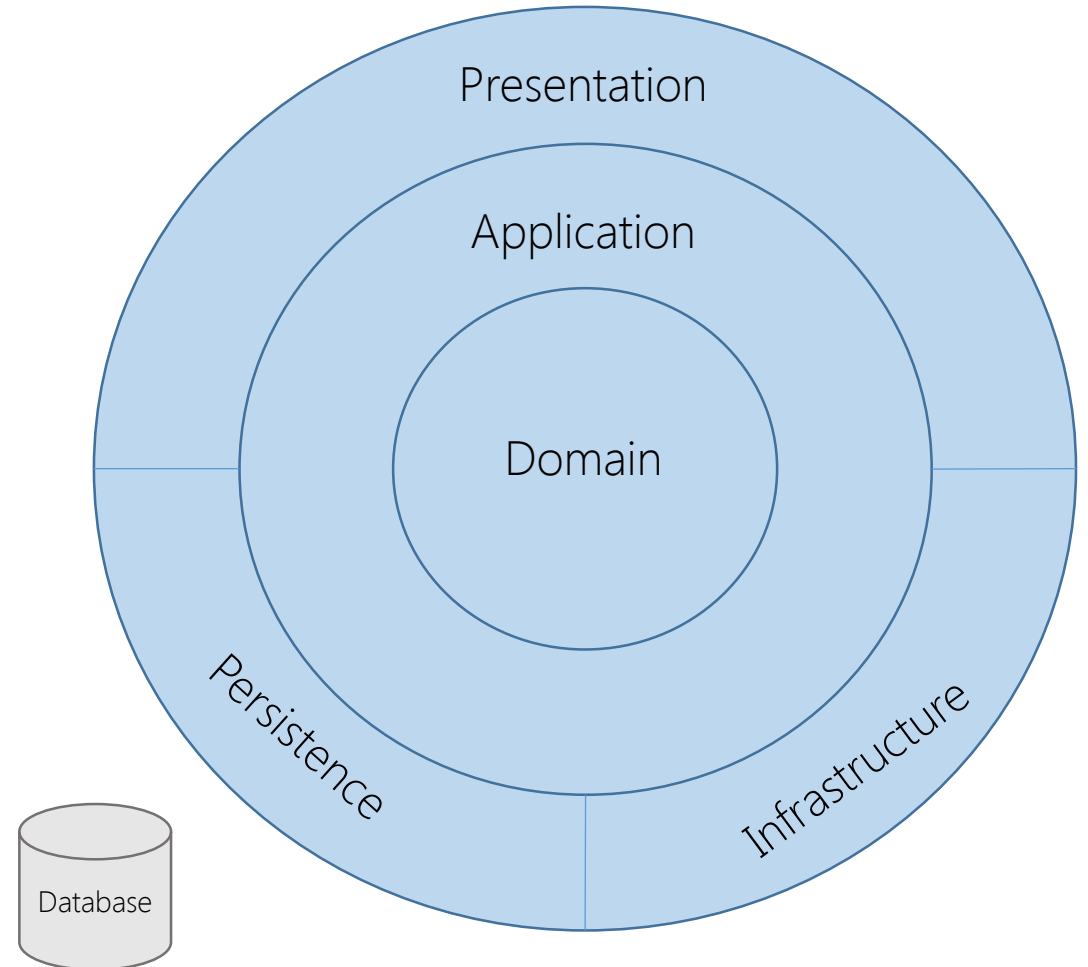 Presentation
Application
Domain
Persistence
Infrastructure
Database